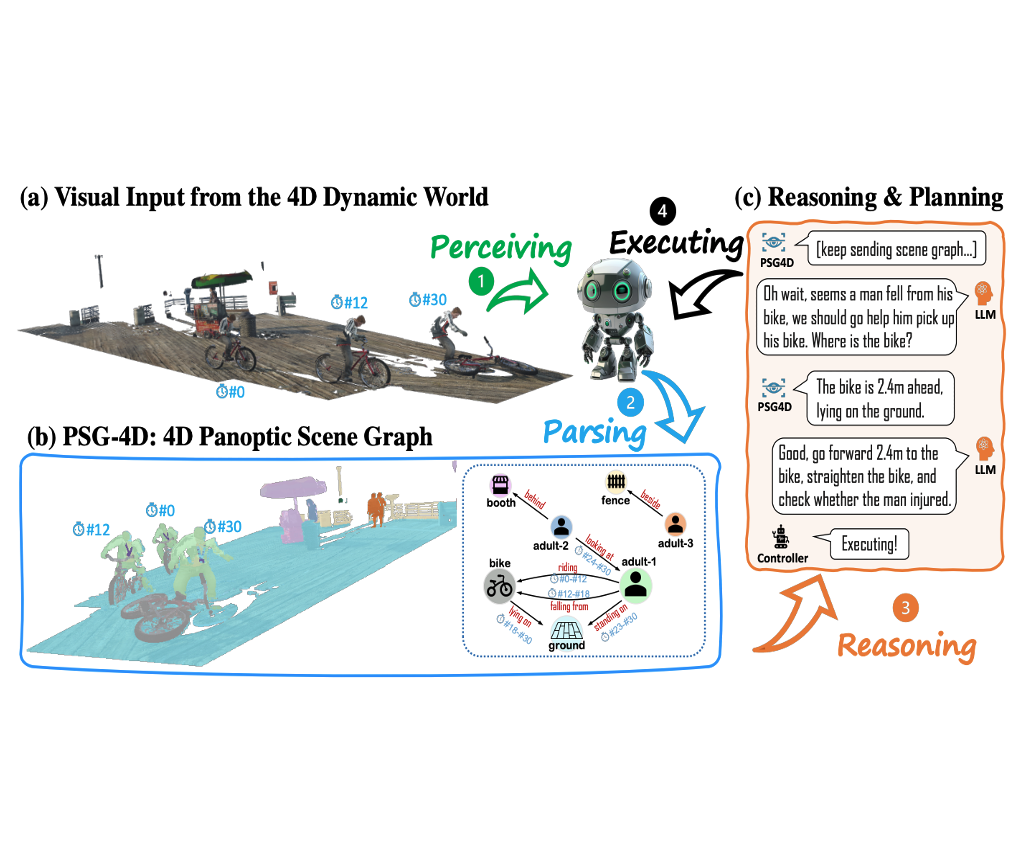 (a) Visual Input from the 4D Dynamic World
#12
#30
#0
Perceiving
1
4
Executing
2
Parsing
(b) PSG-4D: 4D Panoptic Scene Graph
#12
#0
#30
booth
behind
fence
beside
adult-2
adult-3
looking at
#24-#30
bike
adult-1
riding
#0-#12
#12-#18
falling from
lying on
#18-#30
standing on
#23-#30
ground
(c) Reasoning & Planning
PSG4D
[keep sending scene graph...]
Oh wait, seems a man fell from his
bike, we should go help him pick up
his bike. Where is the bike?
LLM
PSG4D
The bike is 2.4m ahead,
lying on the ground.
Good, go forward 2.4m to the
bike, straighten the bike, and
check whether the man injured.
LLM
Controller
Executing!
3
Reasoning